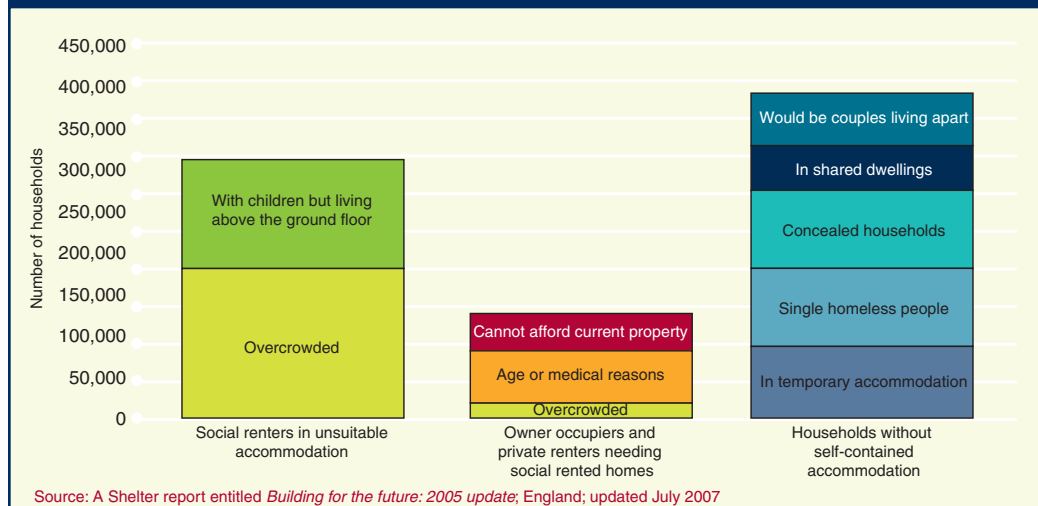 450,000
400,000
350,000
300,000
250,000
200,000
150,000
100,000
50,000
0
Number of households
With children but living
above the ground floor
Overcrowded
Cannot afford current property
Age or medical reasons
Overcrowded
Would be couples living apart
In shared dwellings
Concealed households
Single homeless people
In temporary accommodation
Social renters in unsuitable
accommodation
Owner occupiers and
private renters needing
social rented homes
Households without
self-contained
accommodation
Source: A Shelter report entitled Building for the future: 2005 update; England; updated July 2007